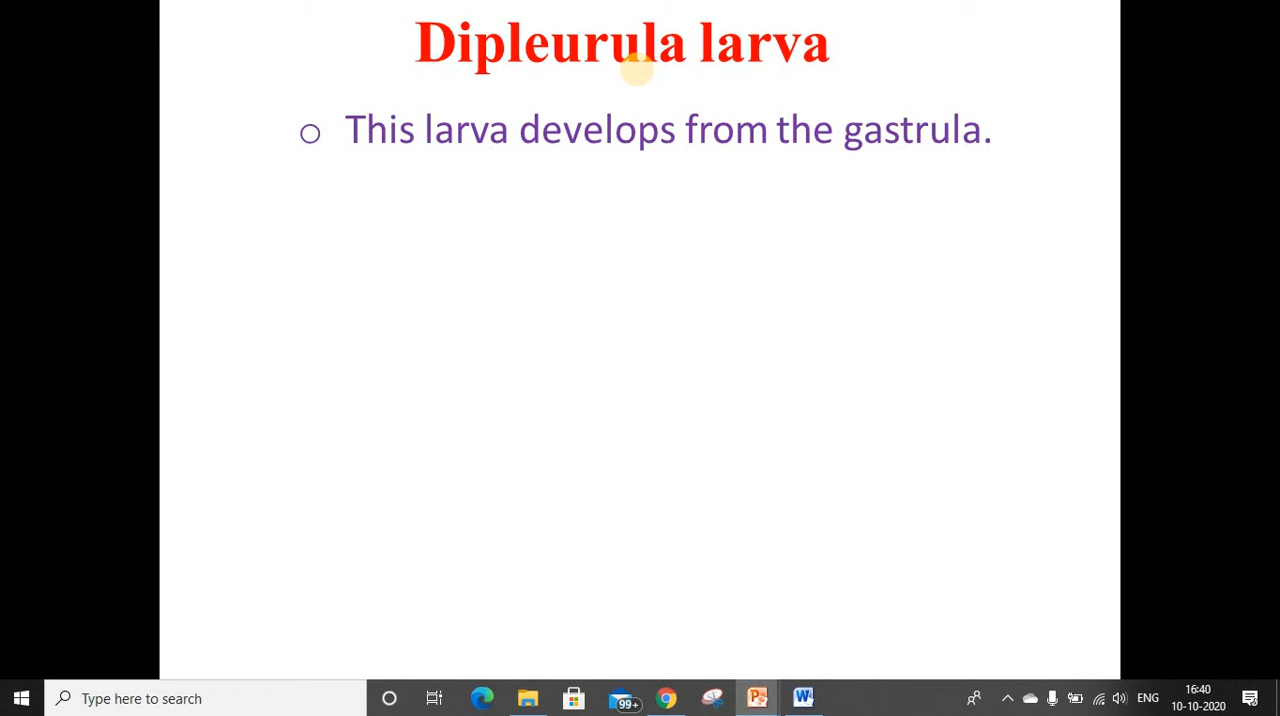 Dipleurula larva
o This larva develops from the gastrula.
Type here to search
99+
ENG
16:40
10-10-2020